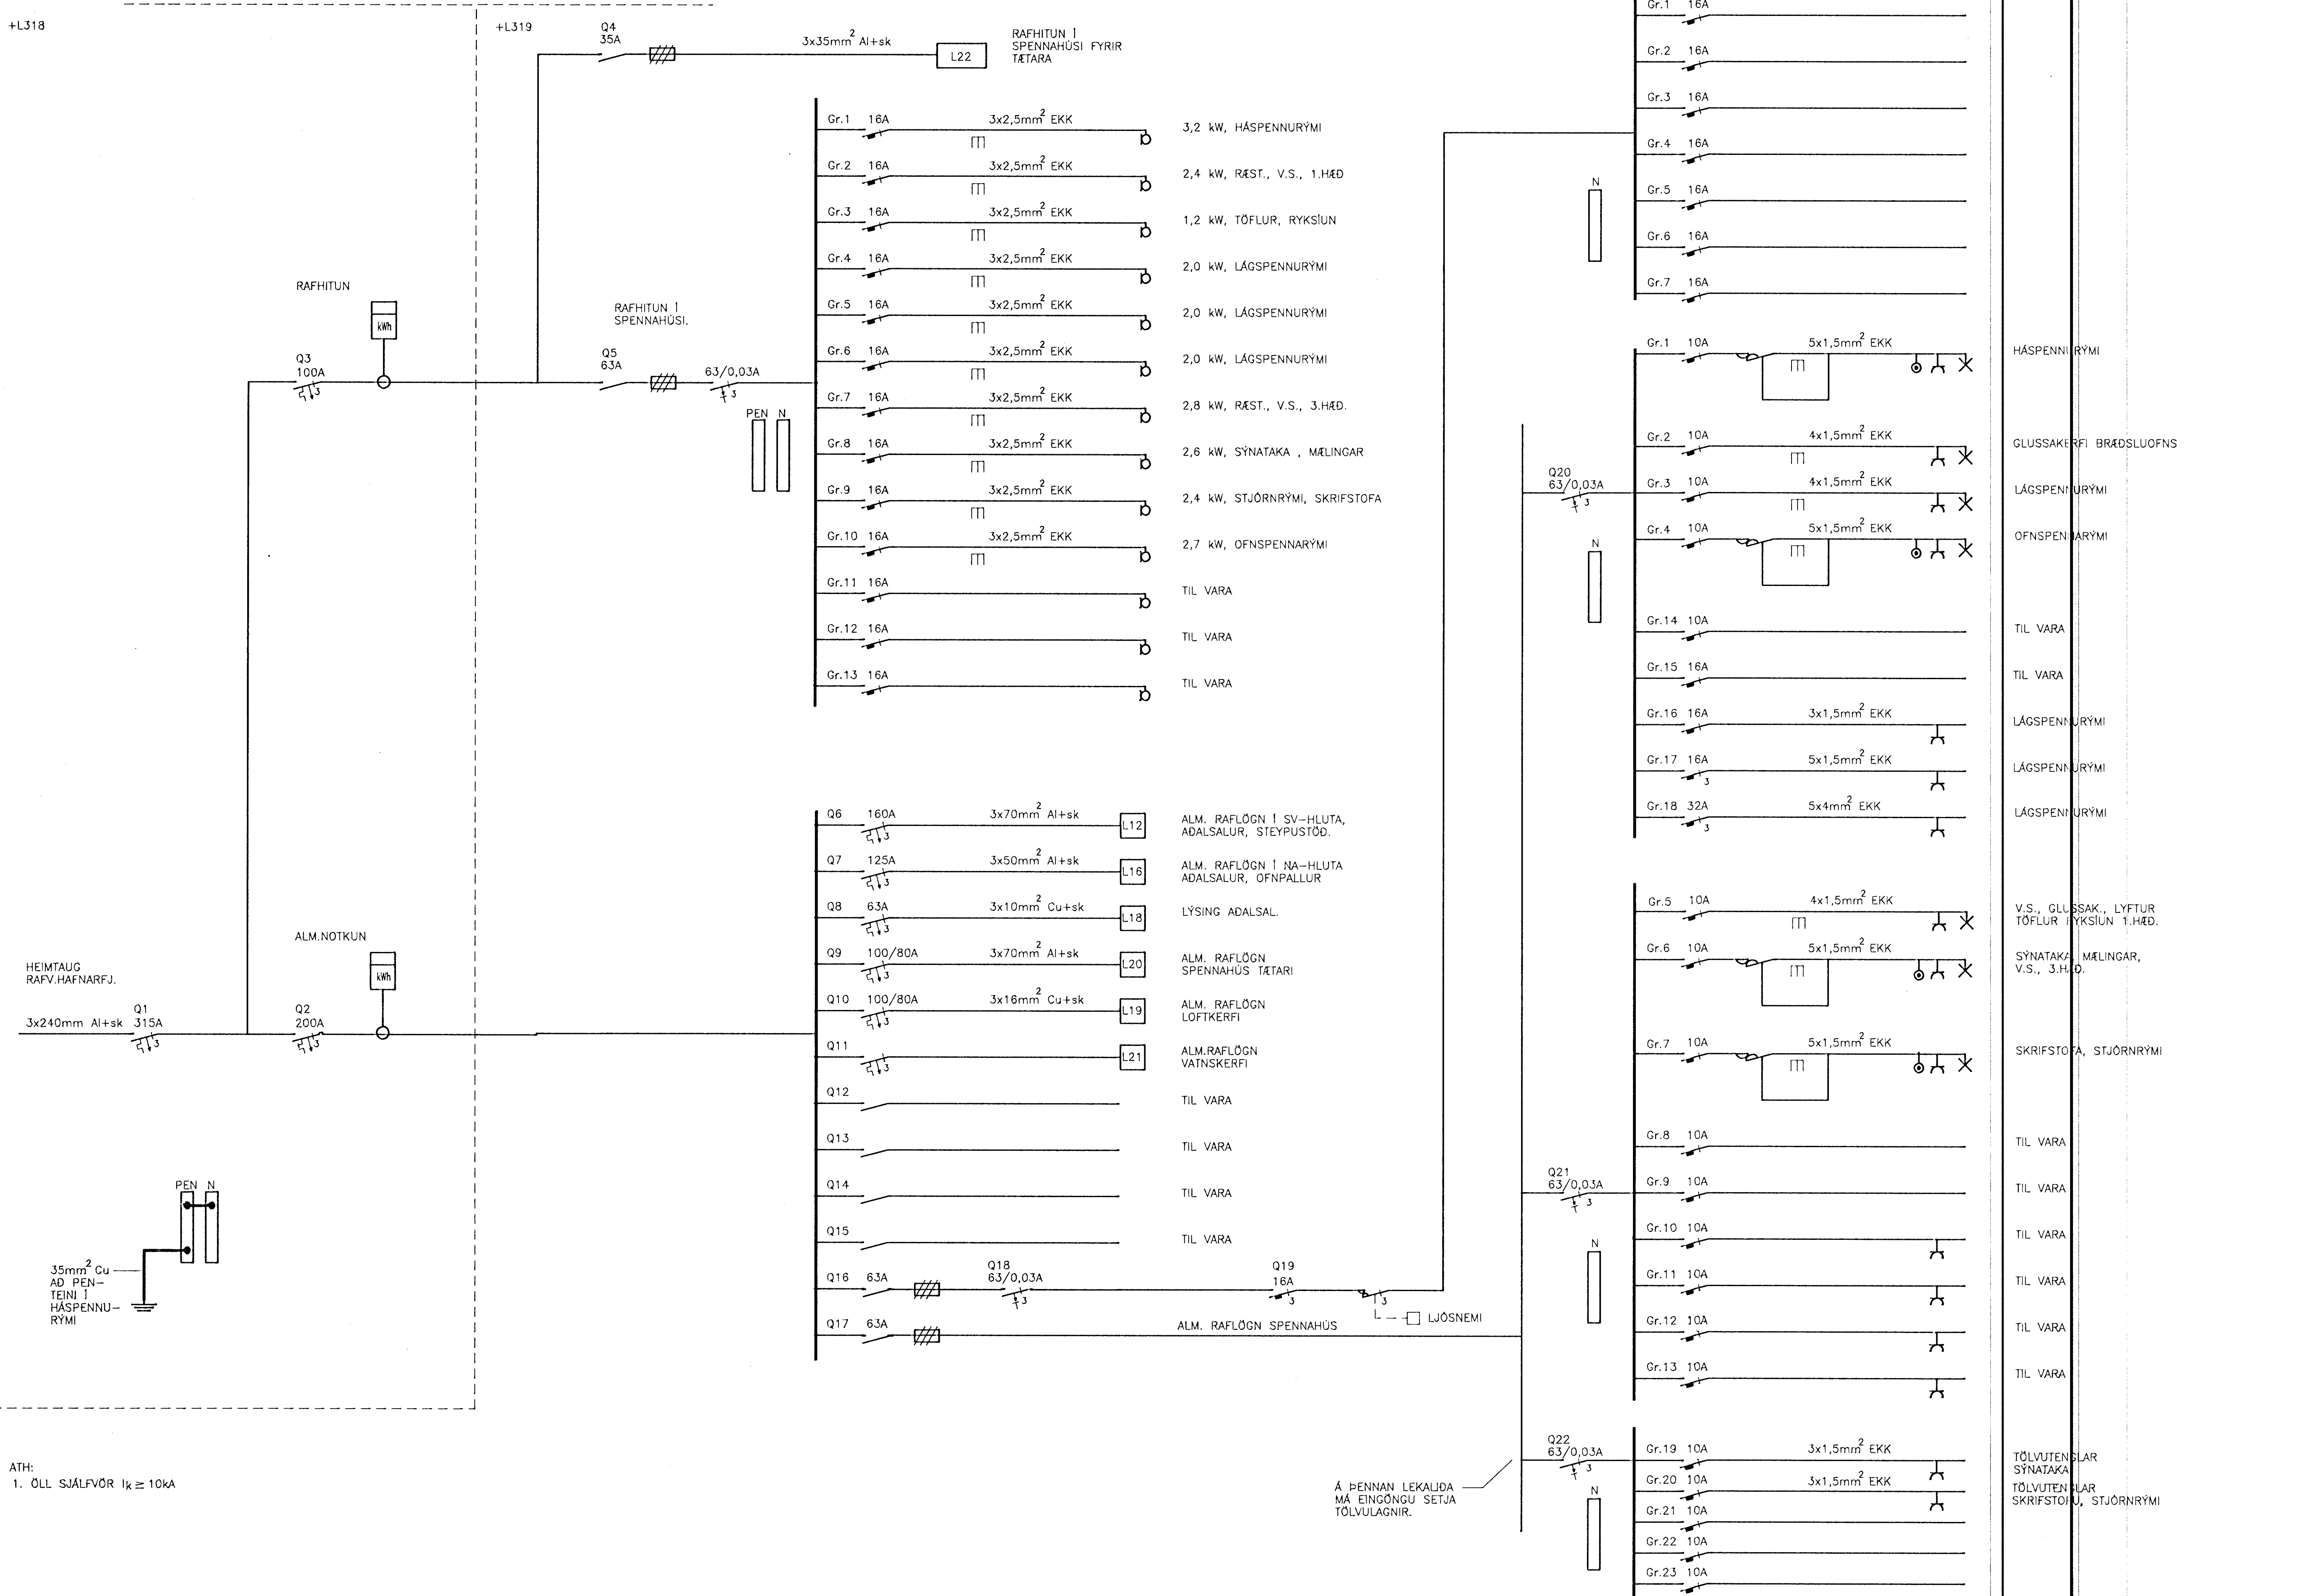 +L318
+L319
Q4
35A
3x35mm² Al+sk
L22
RAFHITUN Í
SPENNAHÚSI FYRIR
TÆTARA
RAFHITUN
kWh
Q3
100A
RAFHITUN Í
SPENNAHÚSI.
Q5
63A
63/0,03A
3
3
PEN N
Gr.1 16A 3x2,5mm² EKK 3,2 kW, HÁSPENNURÝMI
Gr.2 16A 3x2,5mm² EKK 2,4 kW, RÆST., V.S., 1.HÆÐ
Gr.3 16A 3x2,5mm² EKK 1,2 kW, TÖFLUR, RYKSÍUN
Gr.4 16A 3x2,5mm² EKK 2,0 kW, LÁGSPENNURÝMI
Gr.5 16A 3x2,5mm² EKK 2,0 kW, LÁGSPENNURÝMI
Gr.6 16A 3x2,5mm² EKK 2,0 kW, LÁGSPENNURÝMI
Gr.7 16A 3x2,5mm² EKK 2,8 kW, RÆST., V.S., 3.HÆÐ.
Gr.8 16A 3x2,5mm² EKK 2,6 kW, SÝNATAKA , MÆLINGAR
Gr.9 16A 3x2,5mm² EKK 2,4 kW, STJÓRNRÝMI, SKRIFSTOFA
Gr.10 16A 3x2,5mm² EKK 2,7 kW, OFNSPENNARÝMI
Gr.11 16A TIL VARA
Gr.12 16A TIL VARA
Gr.13 16A TIL VARA
HEIMTAUG
RAFV.HAFNARFJ.
3x240mm Al+sk
Q1
315A
3
ALM.NOTKUN
kWh
Q2
200A
3
PEN N
35mm² Cu
AÐ PEN-
TEINI Í
HÁSPENNU-
RÝMI
Q6 160A 3 3x70mm² Al+sk L12 ALM. RAFLÖGN Í SV-HLUTA,
AÐALSALUR, STEYPUSTÖÐ.
Q7 125A 3 3x50mm² Al+sk L16 ALM. RAFLÖGN Í NA-HLUTA
AÐALSALUR, OFNPALLUR
Q8 63A 3 3x10mm² Cu+sk L18 LÝSING AÐALSAL.
Q9 100/80A 3 3x70mm² Al+sk L20 ALM. RAFLÖGN
SPENNAHÚS TÆTARI
Q10 100/80A 3 3x16mm² Cu+sk L19 ALM. RAFLÖGN
LOFTKERFI
Q11 3 L21 ALM.RAFLÖGN
VATNSKERFI
Q12 TIL VARA
Q13 TIL VARA
Q14 TIL VARA
Q15 TIL VARA
Q16 63A
Q18
63/0,03A
3
Q19
16A
3
3
LJÓSNEMI
Q17 63A
ALM. RAFLÖGN SPENNAHÚS
ATH:
1. ÖLL SJÁLFVÖR Ik ≥ 10kA
Á ÞENNAN LEKALIÐA
MÁ EINGÖNGU SETJA
TÖLVULAGNIR.
Gr.1 16A
Gr.2 16A
Gr.3 16A
Gr.4 16A
Gr.5 16A
Gr.6 16A
Gr.7 16A
N
Q20
63/0,03A
3
N
Gr.1 10A 5x1,5mm² EKK HÁSPENNURÝMI
Gr.2 10A 4x1,5mm² EKK GLUSSAKERFI BRÆÐSLUOFNS
Gr.3 10A 4x1,5mm² EKK LÁGSPENNURÝMI
Gr.4 10A 5x1,5mm² EKK OFNSPENNARÝMI
Gr.14 10A TIL VARA
Gr.15 16A TIL VARA
Gr.16 16A 3x1,5mm² EKK LÁGSPENNURÝMI
Gr.17 16A 3 5x1,5mm² EKK LÁGSPENNURÝMI
Gr.18 32A 3 5x4mm² EKK LÁGSPENNURÝMI
Q21
63/0,03A
3
N
Gr.5 10A 4x1,5mm² EKK V.S., GLUSSAK., LYFTUR
TÖFLUR RYKSÍUN 1.HÆÐ.
Gr.6 10A 5x1,5mm² EKK SÝNATAKA, MÆLINGAR,
V.S., 3.HÆÐ.
Gr.7 10A 5x1,5mm² EKK SKRIFSTOFA, STJÓRNRÝMI
Gr.8 10A TIL VARA
Gr.9 10A TIL VARA
Gr.10 10A TIL VARA
Gr.11 10A TIL VARA
Gr.12 10A TIL VARA
Gr.13 10A TIL VARA
Q22
63/0,03A
3
N
Gr.19 10A 3x1,5mm² EKK TÖLVUTENGLAR
SÝNATAKA
Gr.20 10A 3x1,5mm² EKK TÖLVUTENGLAR
SKRIFSTOFU, STJÓRNRÝMI
Gr.21 10A
Gr.22 10A
Gr.23 10A